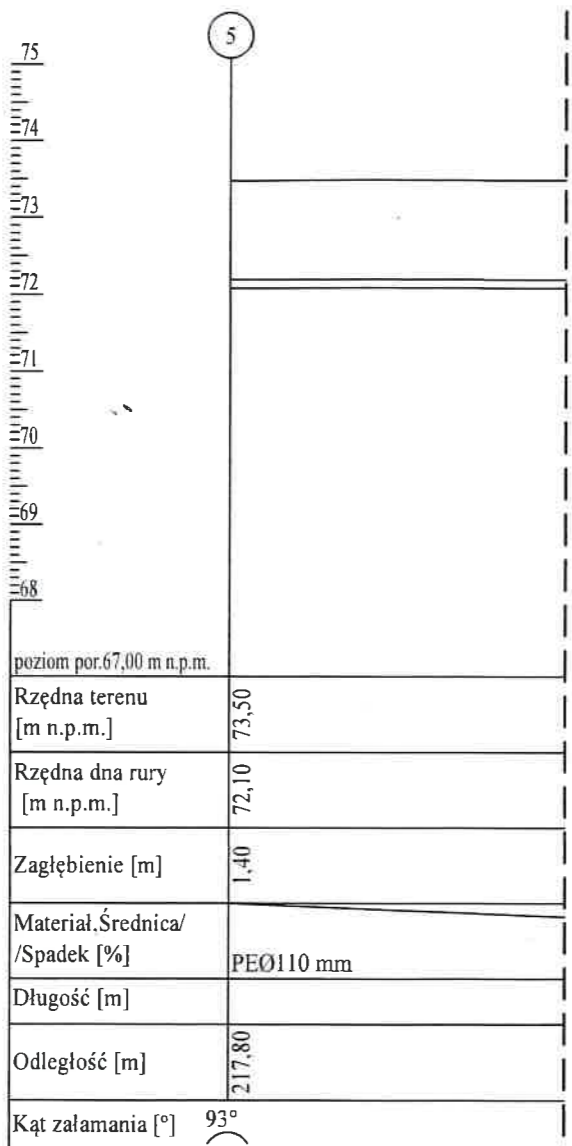 5
75
74
73
72
71
70
69
68
poziom por.67,00 m n.p.m.
Rzędna terenu
[m n.p.m.]
73,50
Rzędna dna rury
[m n.p.m.]
72,10
Zagłębienie [m]
1,40
Materiał.Średnica/
/Spadek [%]
PEØ110 mm
Długość [m]
Odległość [m]
217,80
Kąt załamania [°]
93°